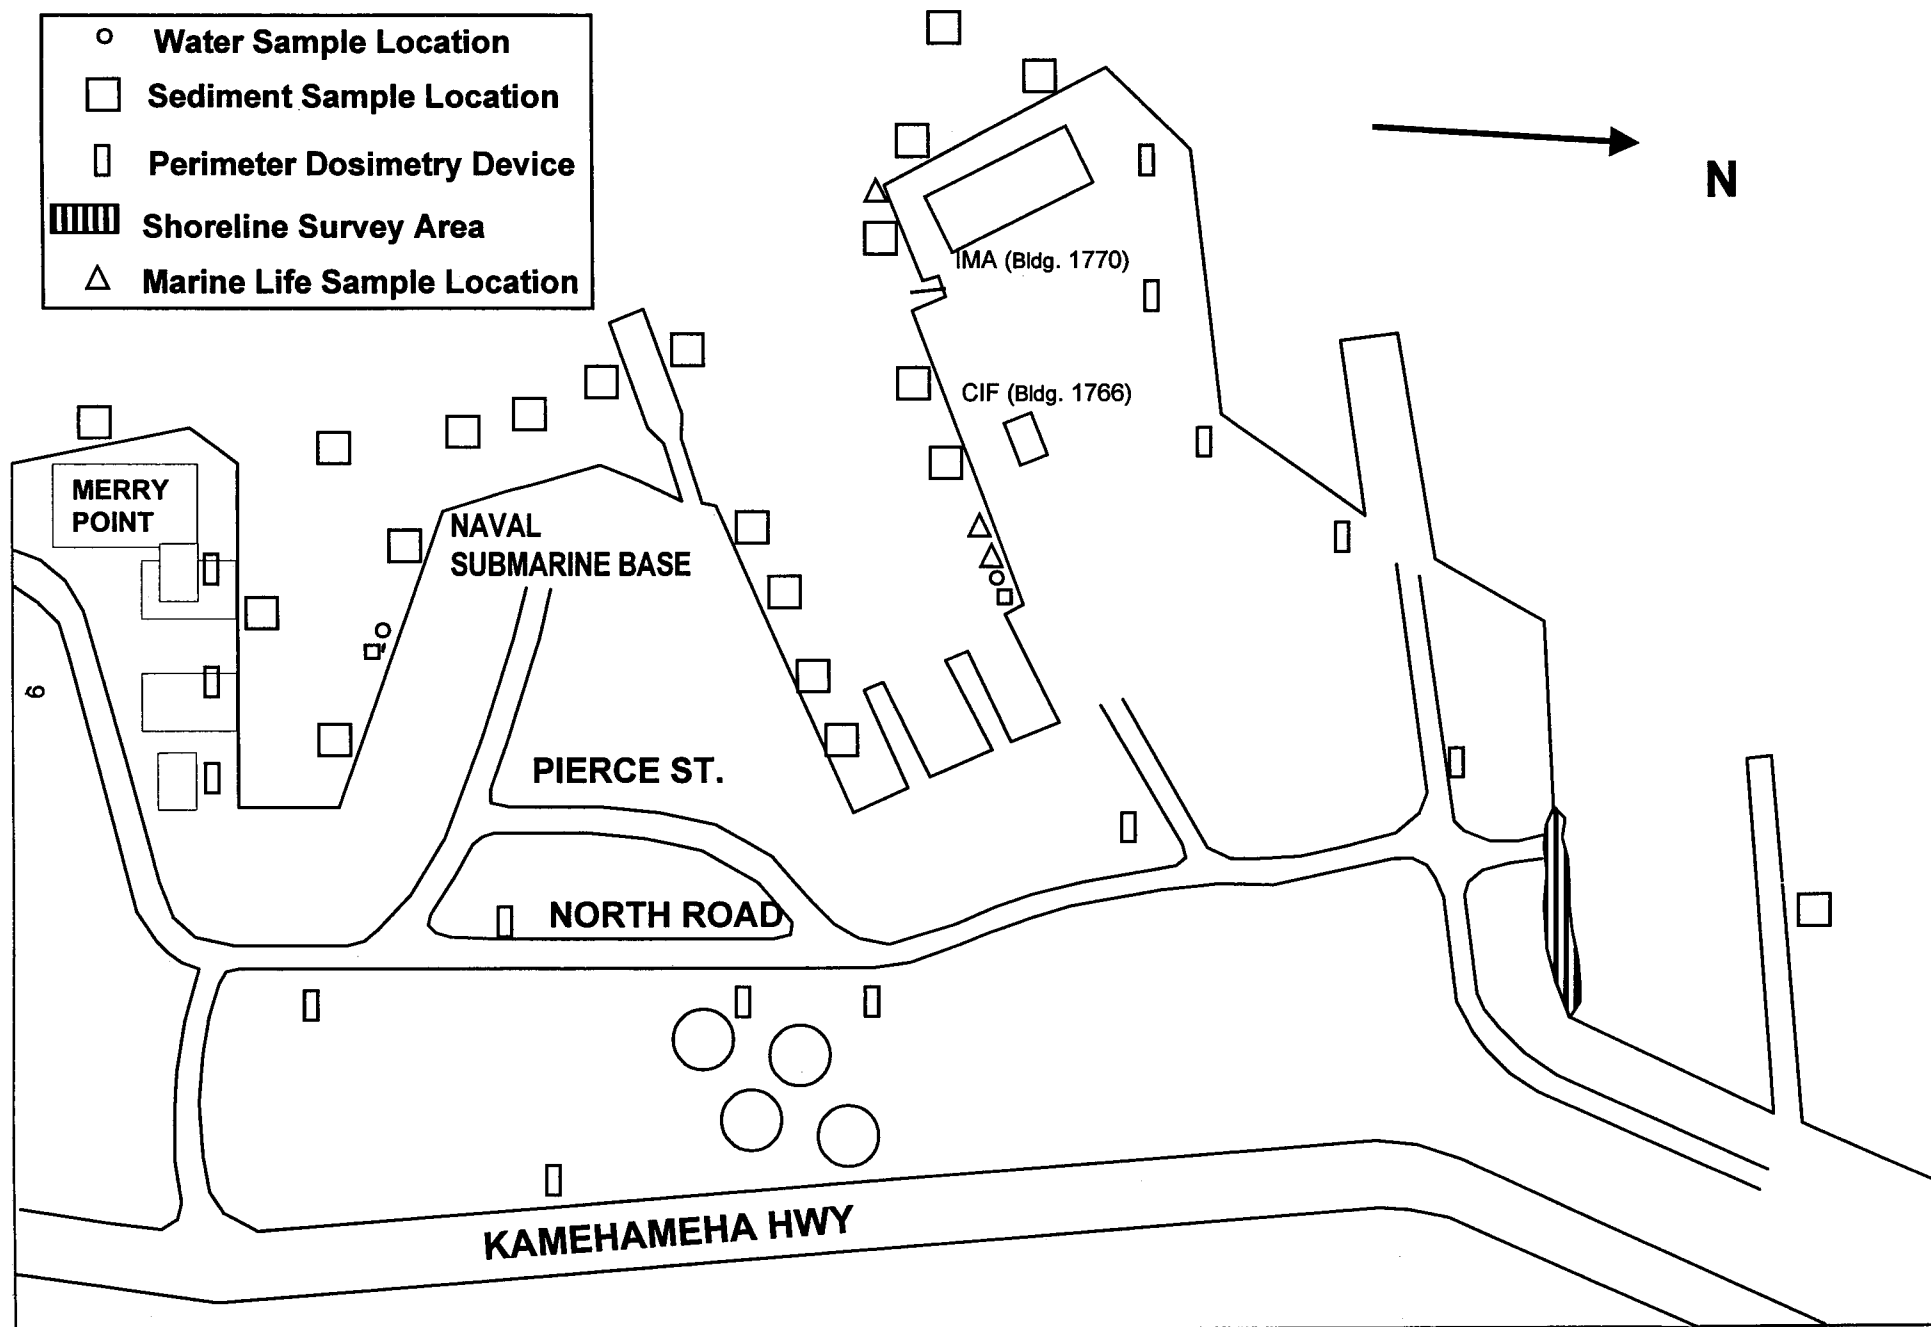 Water Sample Location
Sediment Sample Location
Perimeter Dosimetry Device
Shoreline Survey Area
Marine Life Sample Location
N
IMA (Bldg. 1770)
CIF (Bldg. 1766)
MERRY
POINT
NAVAL
SUBMARINE BASE
9
PIERCE ST.
NORTH ROAD
KAMEHAMEHA HWY